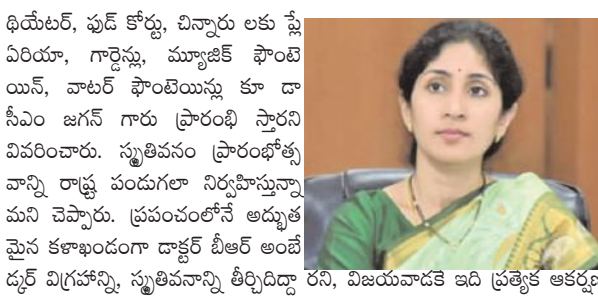 థియేటర్, ఫుడ్ కోర్టు, చిన్నారు లకు ప్లే
ఏరియా, గార్డెన్లు, మ్యూజిక్ ఫౌంటె
యిన్, వాటర్ ఫౌంటెయిన్లు కూ డా
సీఎం జగన్ గారు ప్రారంభి స్తారని
వివరించారు. స్మృతివనం ప్రారంభోత్స
వాన్ని రాష్ట్ర పండుగలా నిర్వహిస్తున్నా
మని చెప్పారు. ప్రపంచంలోనే అద్భుత
మైన కళాఖండంగా డాక్టర్ బీఆర్ అంబే
డ్కర్ విగ్రహాన్ని, స్మృతివనాన్ని తీర్చిదిద్దా రని, విజయవాడకే ఇది ప్రత్యేక ఆకర్షణ